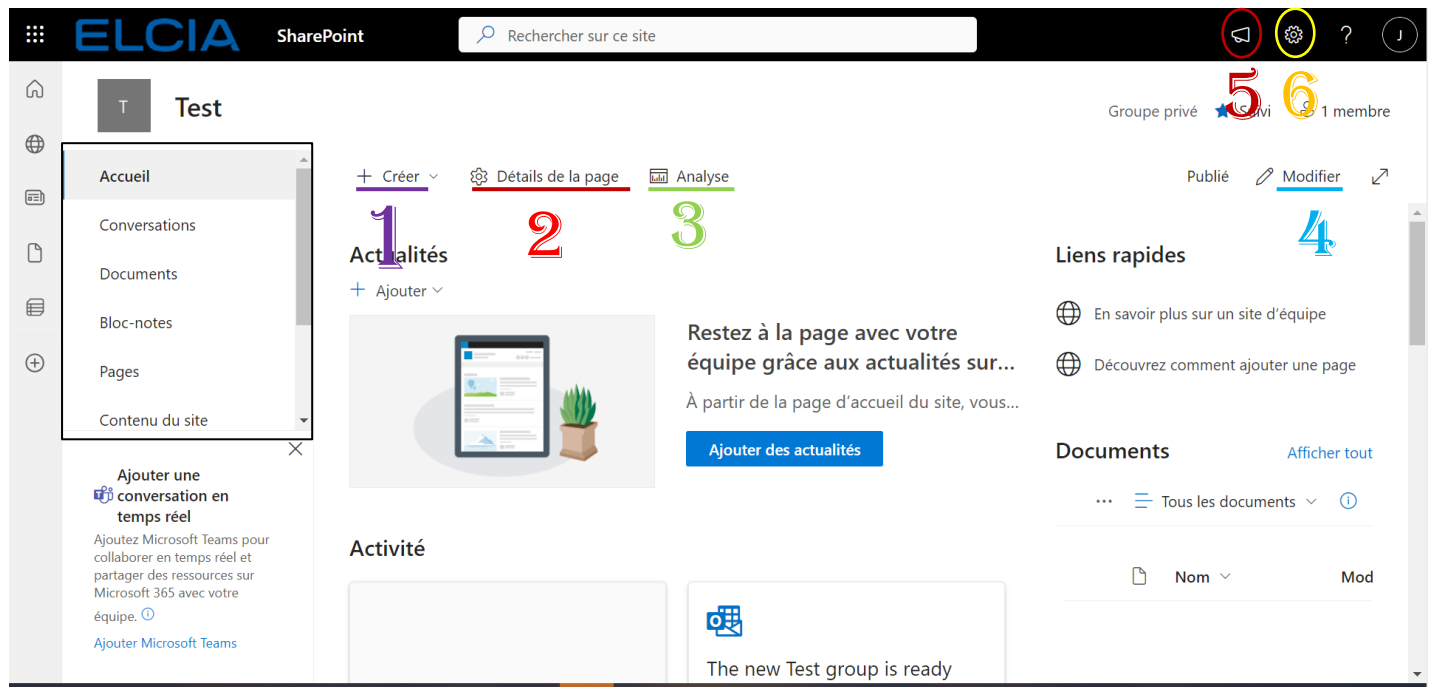 ELCIA SharePoint Rechercher sur ce site J
5 6
T Test
Groupe privé Suivi 1 membre
Accueil
Conversations
Documents
Bloc-notes
Pages
Contenu du site
Ajouter une
conversation en
temps réel
Ajoutez Microsoft Teams pour
collaborer en temps réel et
partager des ressources sur
Microsoft 365 avec votre
équipe.
Ajouter Microsoft Teams
+ Créer Détails de la page Analyse Publié Modifier
1 2 3 4
Actualités
+ Ajouter
Restez à la page avec votre
équipe grâce aux actualités sur...
À partir de la page d'accueil du site, vous...
Ajouter des actualités
Activité
The new Test group is ready
Liens rapides
En savoir plus sur un site d'équipe
Découvrez comment ajouter une page
Documents Afficher tout
... Tous les documents
Nom Mod